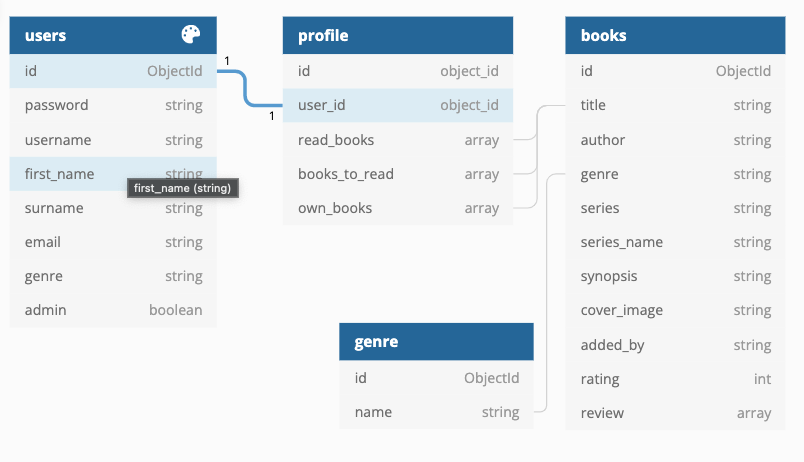 users
id ObjectId
password string
username string
first_name string
first_name (string)
surname string
email string
genre string
admin boolean
1
1
profile
id object_id
user_id object_id
read_books array
books_to_read array
own_books array
genre
id ObjectId
name string
books
id ObjectId
title string
author string
genre string
series string
series_name string
synopsis string
cover_image string
added_by string
rating int
review array